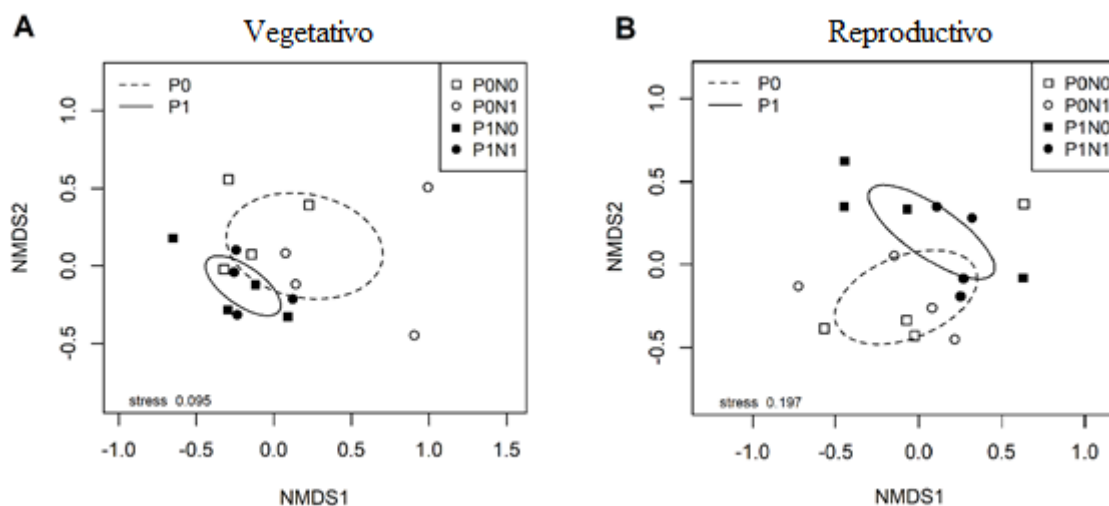 A Vegetativo
P0
P1
P0N0
P0N1
P1N0
P1N1
NMDS2
1.0
0.5
0.0
-0.5
stress 0.095
-1.0 -0.5 0.0 0.5 1.0 1.5
NMDS1
B Reproductivo
P0
P1
P0N0
P0N1
P1N0
P1N1
NMDS2
1.0
0.5
0.0
-0.5
stress 0.197
-1.0 -0.5 0.0 0.5 1.0
NMDS1